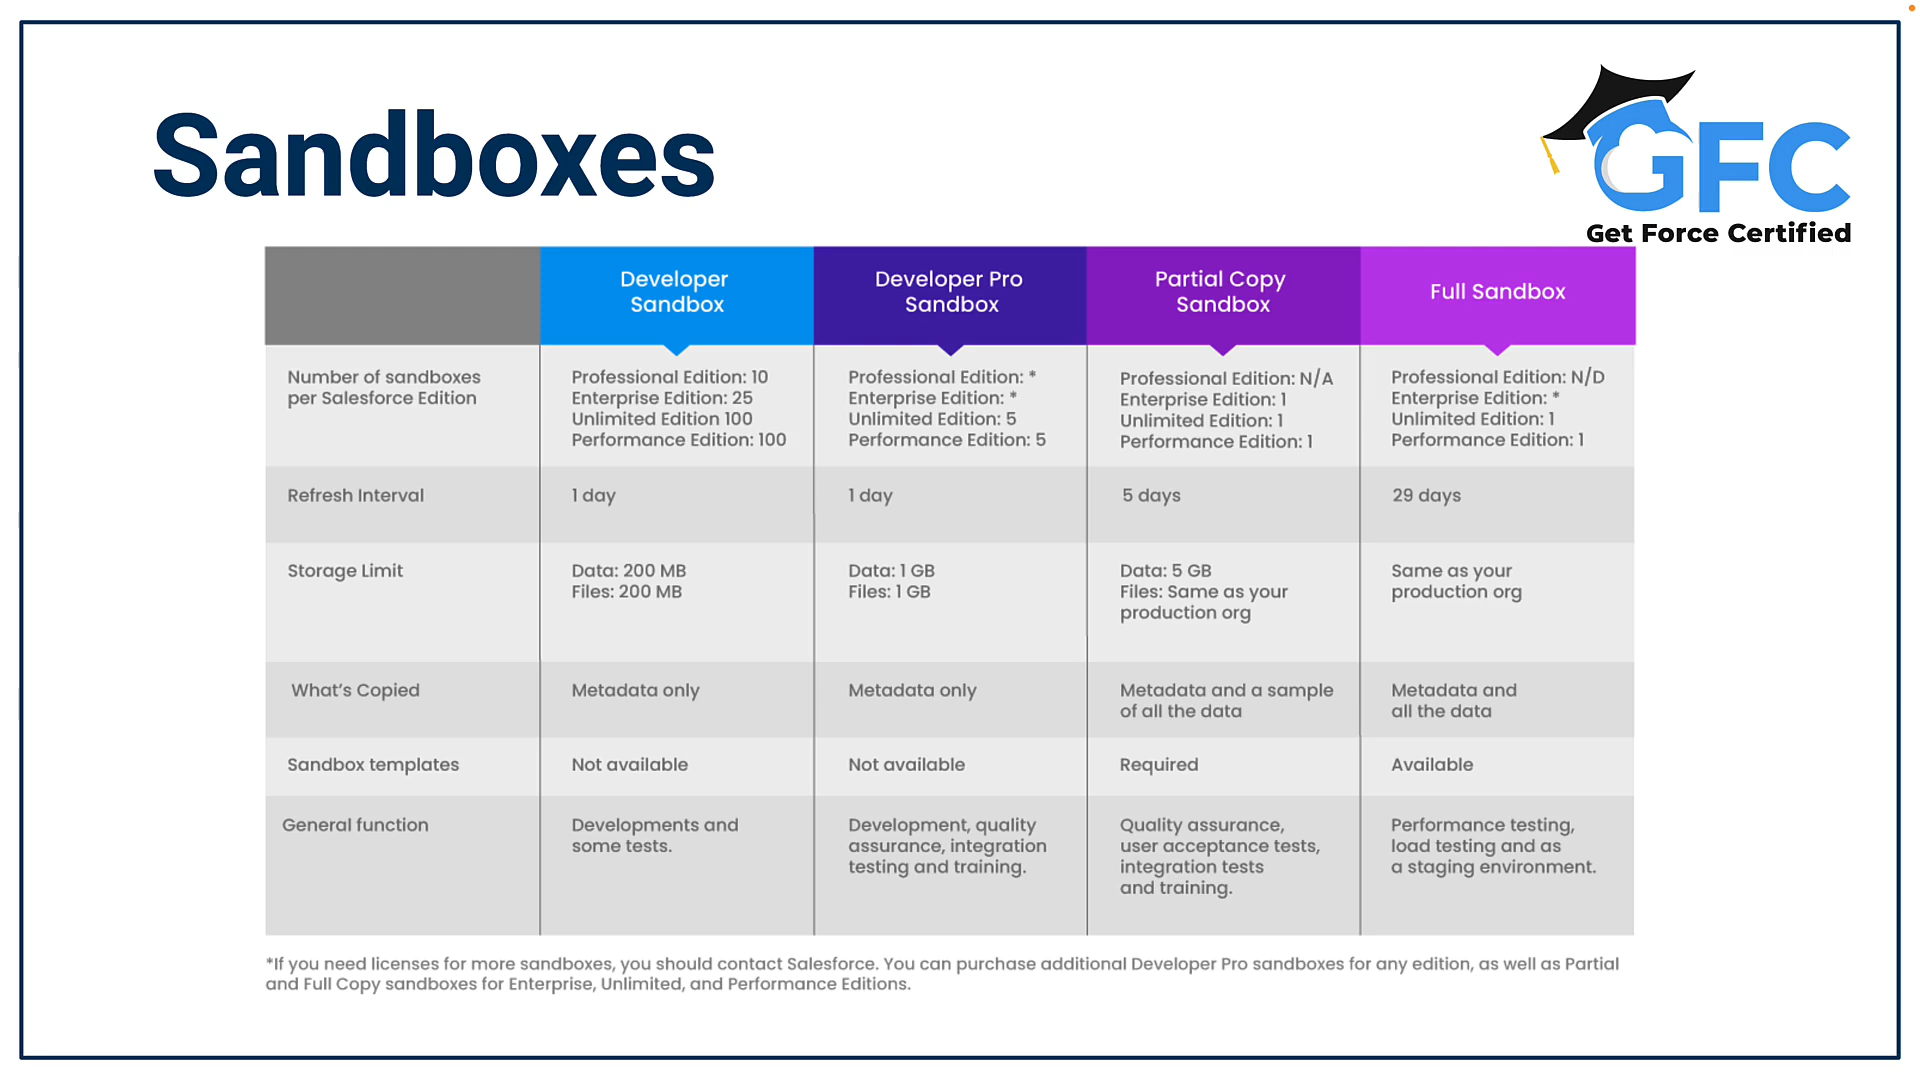 Sandboxes
GFC
Get Force Certified
Developer
Sandbox
Developer Pro
Sandbox
Partial Copy
Sandbox
Full Sandbox
Number of sandboxes
per Salesforce Edition
Professional Edition: 10
Enterprise Edition: 25
Unlimited Edition 100
Performance Edition: 100
Professional Edition: *
Enterprise Edition: *
Unlimited Edition: 5
Performance Edition: 5
Professional Edition: N/A
Enterprise Edition: 1
Unlimited Edition: 1
Performance Edition: 1
Professional Edition: N/D
Enterprise Edition: *
Unlimited Edition: 1
Performance Edition: 1
Refresh Interval
1 day
1 day
5 days
29 days
Storage Limit
Data: 200 MB
Files: 200 MB
Data: 1 GB
Files: 1 GB
Data: 5 GB
Files: Same as your
production org
Same as your
production org
What's Copied
Metadata only
Metadata only
Metadata and a sample
of all the data
Metadata and
all the data
Sandbox templates
Not available
Not available
Required
Available
General function
Developments and
some tests.
Development, quality
assurance, integration
testing and training.
Quality assurance,
user acceptance tests,
integration tests
and training.
Performance testing,
load testing and as
a staging environment.
*If you need licenses for more sandboxes, you should contact Salesforce. You can purchase additional Developer Pro sandboxes for any edition, as well as Partial
and Full Copy sandboxes for Enterprise, Unlimited, and Performance Editions.